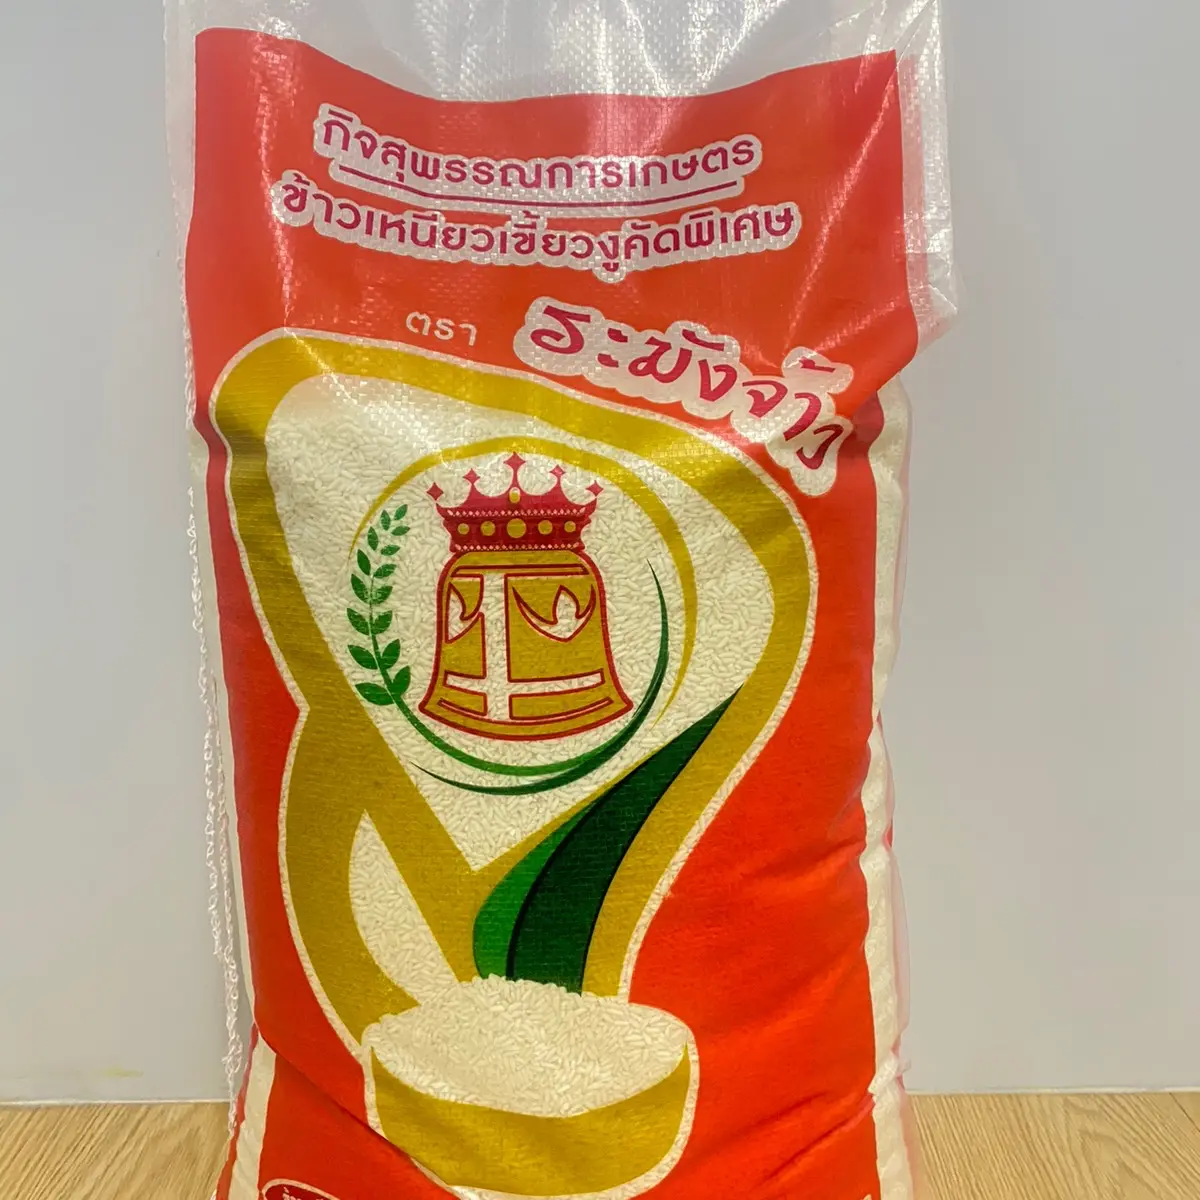 กิจสุพรรณการเกษตร
ข้าวเหนียวเขี้ยวงูคัดพิเศษ
ตรา ระฆังจ้าว